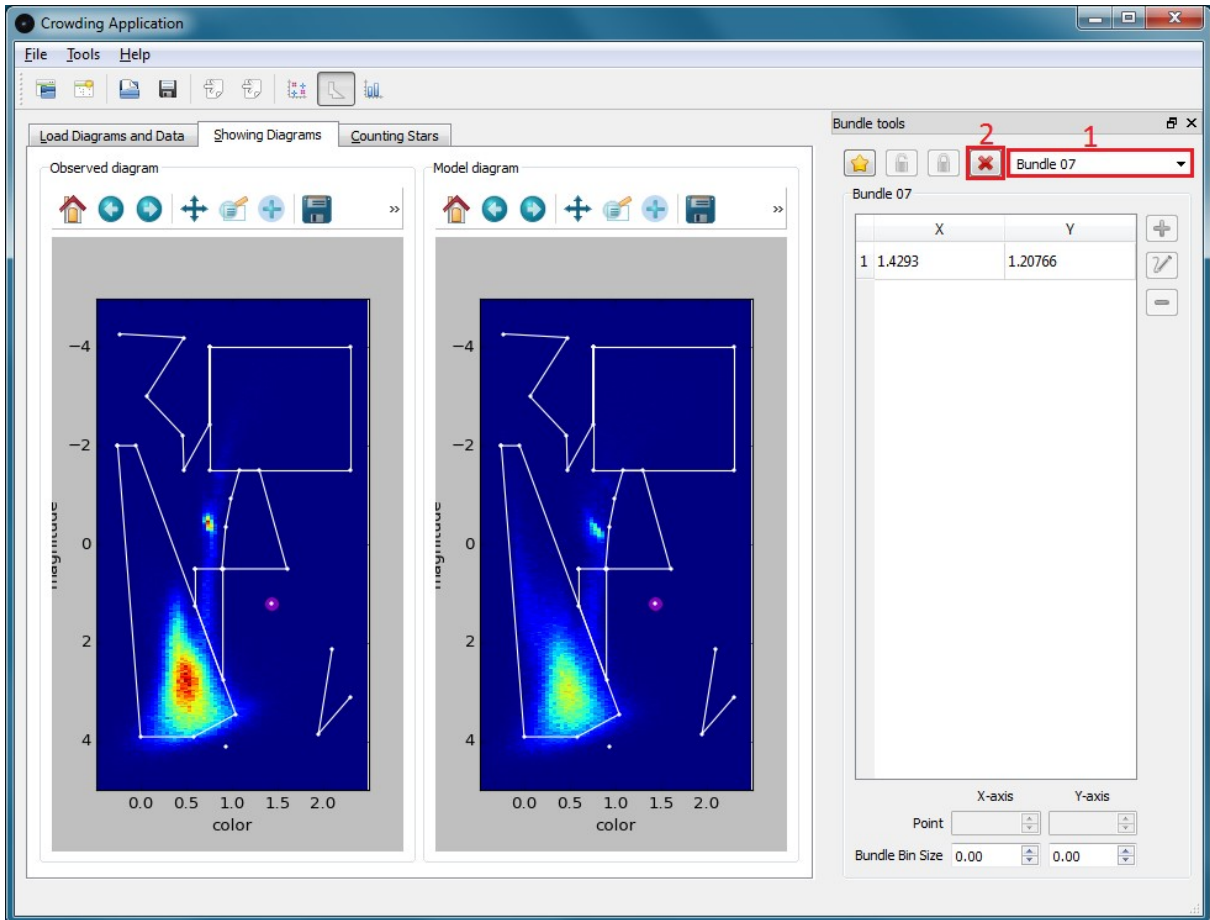 Crowding Application
File Tools Help
Load Diagrams and Data Showing Diagrams Counting Stars
Bundle tools
2 1
Bundle 07
Observed diagram
Model diagram
Bundle 07
» »
X Y
1 1.4293 1.20766
−4
−2
0
2
4
magnitude
0.0 0.5 1.0 1.5 2.0
color
−4
−2
0
2
4
magnitude
0.0 0.5 1.0 1.5 2.0
color
X-axis Y-axis
Point
Bundle Bin Size 0.00 0.00